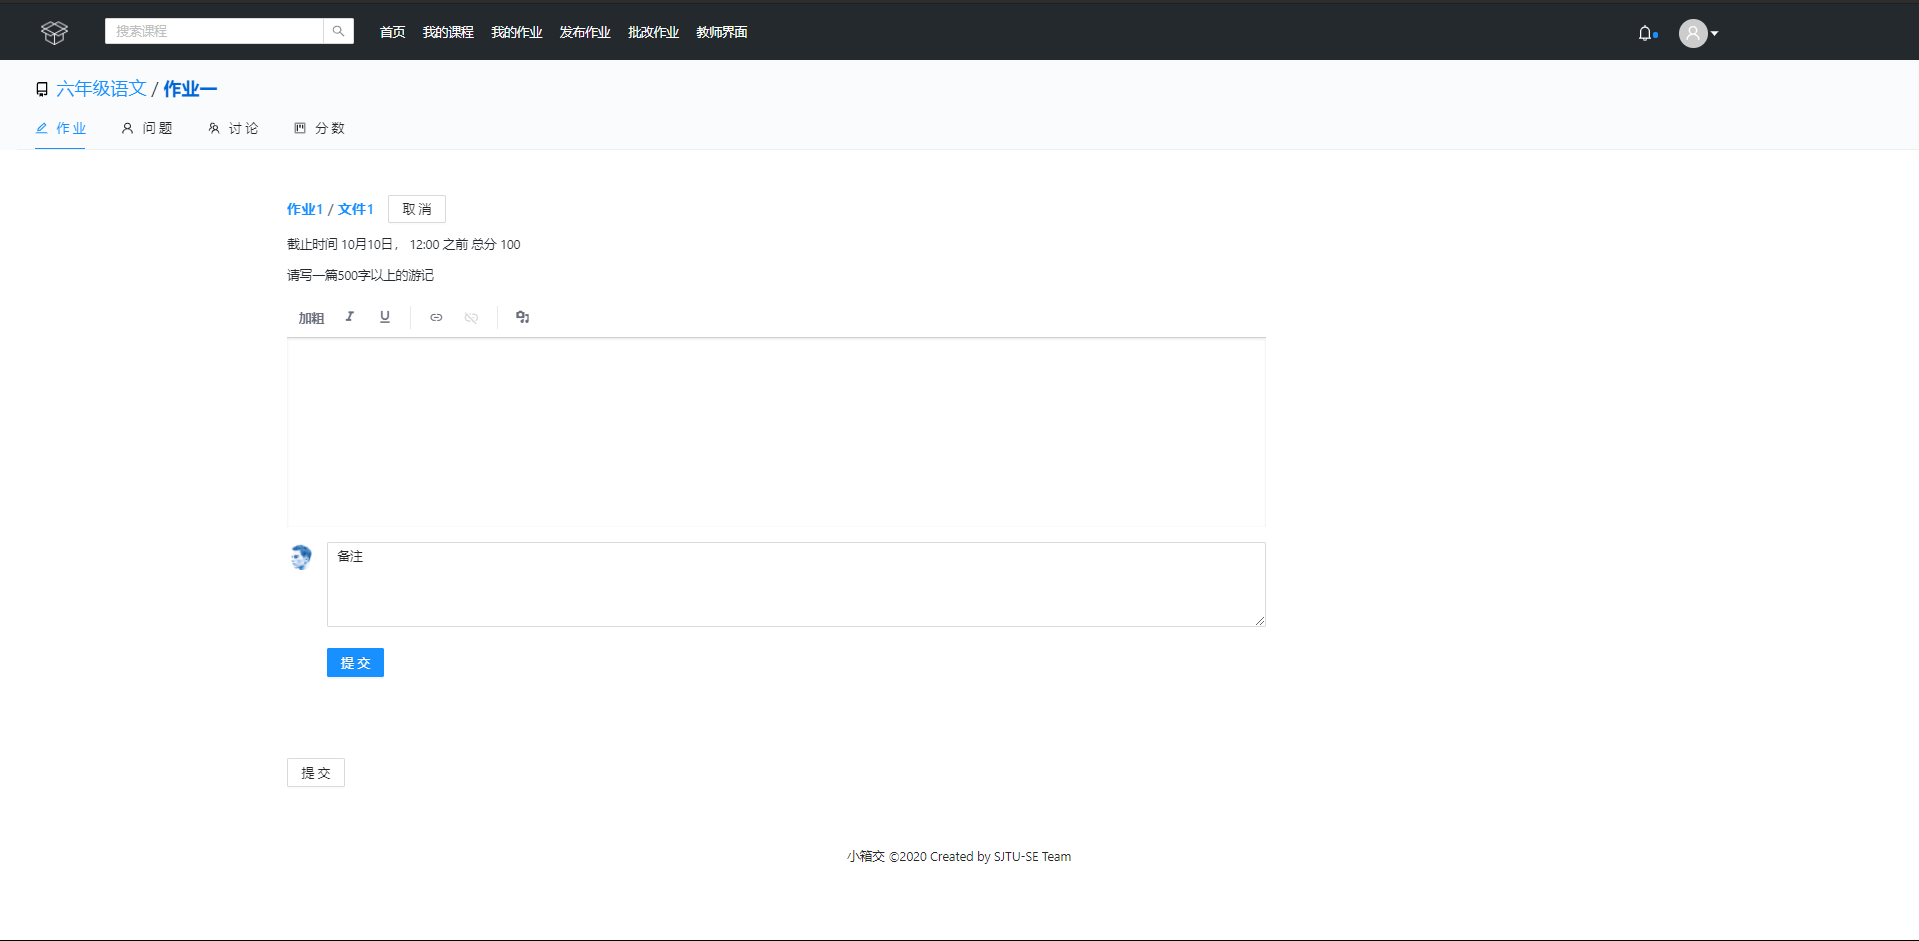 搜索课程 首页 我的课程 我的作业 发布作业 批改作业 教师界面
六年级语文 / 作业一
作业 问题 讨论 分数
作业1 / 文件1 取消
截止时间 10月10日， 12:00 之前 总分 100
请写一篇500字以上的游记
加粗 I U
备注
提交
提交
小箱交 ©2020 Created by SJTU-SE Team